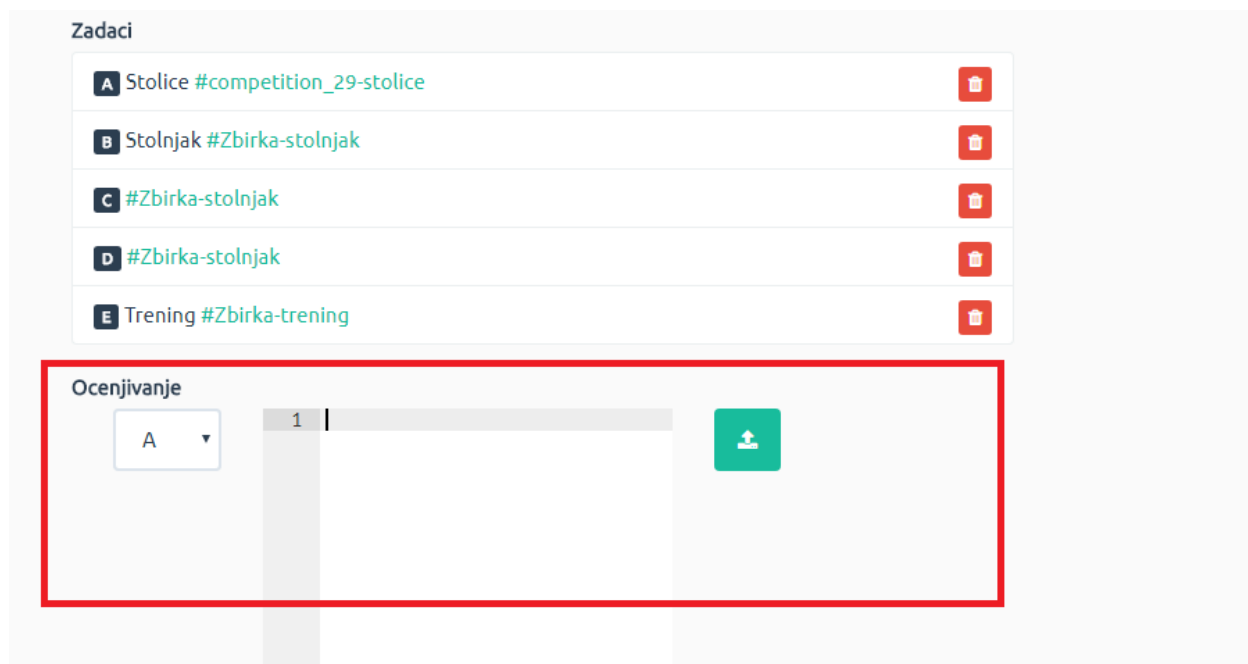 Zadaci
A Stolice #competition_29-stolice
B Stolnjak #Zbirka-stolnjak
C #Zbirka-stolnjak
D #Zbirka-stolnjak
E Trening #Zbirka-trening
Ocenjivanje
A 1